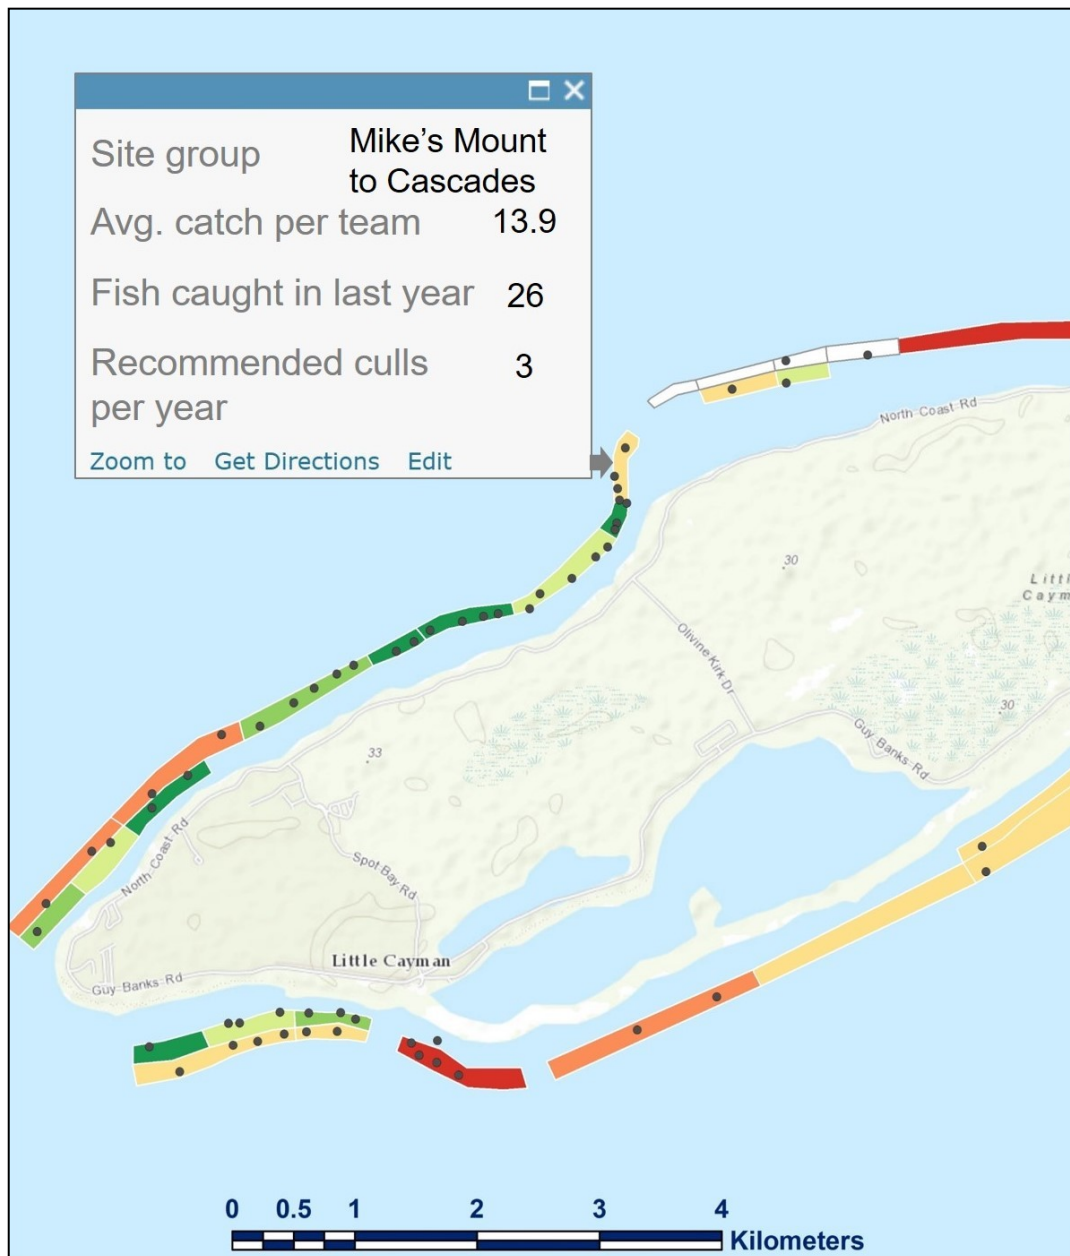 Site group
Mike's Mount
to Cascades
Avg. catch per team 13.9
Fish caught in last year 26
Recommended culls
per year
3
Zoom to Get Directions Edit
North Coast Rd
30
Little
Caym
Olivine Kirk Dr
30
Guy Banks Rd
33
North Coast Rd
Spot Bay Rd
Little Cayman
Guy Banks Rd
0 0.5 1 2 3 4
Kilometers